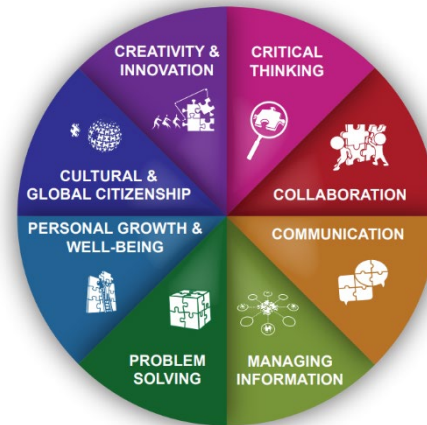 CREATIVITY &
INNOVATION
CRITICAL
THINKING
COLLABORATION
COMMUNICATION
MANAGING
INFORMATION
PROBLEM
SOLVING
PERSONAL GROWTH &
WELL-BEING
CULTURAL &
GLOBAL CITIZENSHIP